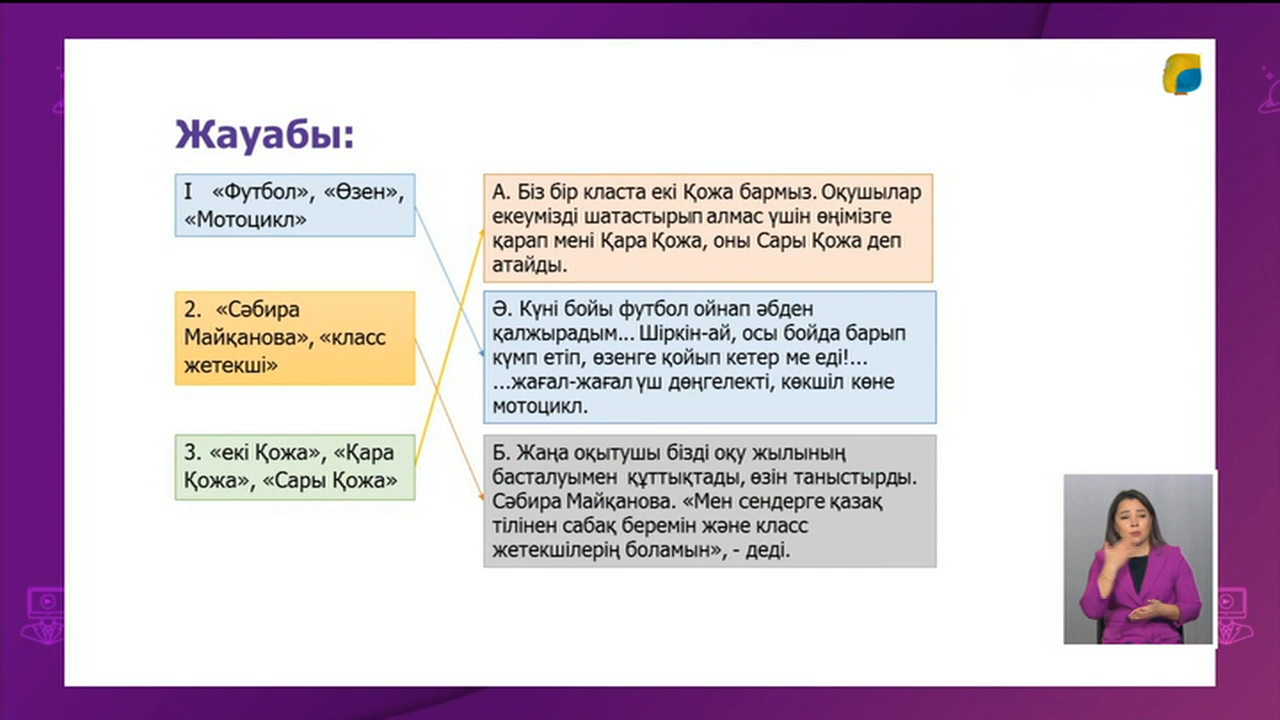 Жауабы:
I «Футбол», «Өзен»,
«Мотоцикл»
2. «Сәбира
Майқанова», «класс
жетекші»
3. «екі Қожа», «Қара
Қожа», «Сары Қожа»
А. Біз бір класта екі Қожа бармыз. Оқушылар
екеумізді шатастырып алмас үшін өңімізге
қарап мені Қара Қожа, оны Сары Қожа деп
атайды.
Ә. Күні бойы футбол ойнап әбден
қалжырадым... Шіркін-ай, осы бойда барып
күмп етіп, өзенге қойып кетер ме еді!...
...жағал-жағал үш дөңгелекті, көкшіл көне
мотоцикл.
Б. Жаңа оқытушы бізді оқу жылының
басталуымен құттықтады, өзін таныстырды.
Сәбира Майқанова. «Мен сендерге қазақ
тілінен сабақ беремін және класс
жетекшілерің боламын», - деді.